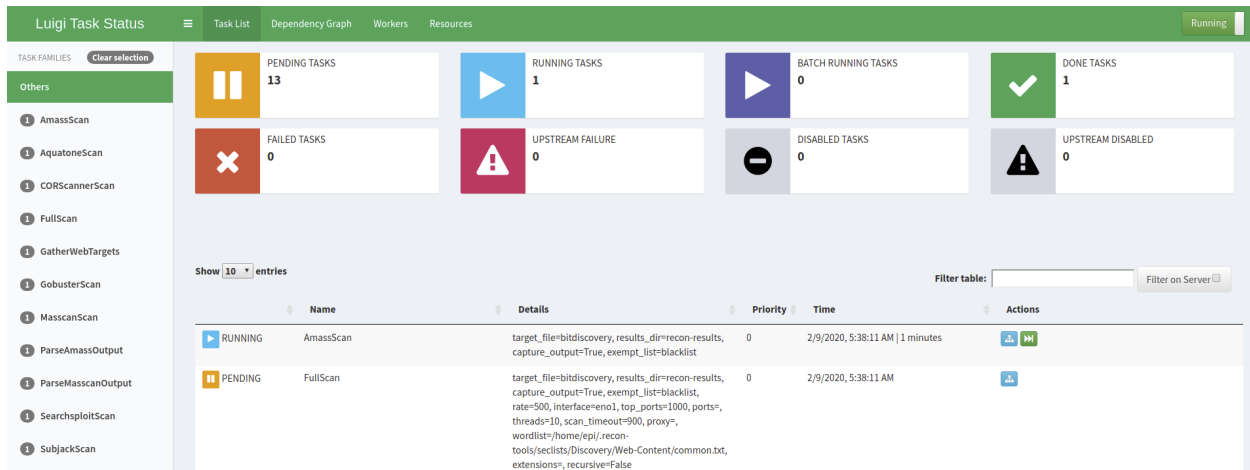 Luigi Task Status
Task List Dependency Graph Workers Resources
Running
TASK FAMILIES Clear selection
Others
1 AmassScan
1 AquatoneScan
1 CORScannerScan
1 FullScan
1 GatherWebTargets
1 GobusterScan
1 MasscanScan
1 ParseAmassOutput
1 ParseMasscanOutput
1 SearchsploitScan
1 SubjackScan
PENDING TASKS
13
RUNNING TASKS
1
BATCH RUNNING TASKS
0
DONE TASKS
1
FAILED TASKS
0
UPSTREAM FAILURE
0
DISABLED TASKS
0
UPSTREAM DISABLED
0
Show 10 entries
Filter table: Filter on Server
Name Details Priority Time Actions
RUNNING AmassScan target_file=bitdiscovery, results_dir=recon-results, 0 2/9/2020, 5:38:11 AM | 1 minutes
capture_output=True, exempt_list=blacklist
PENDING FullScan target_file=bitdiscovery, results_dir=recon-results, 0 2/9/2020, 5:38:11 AM
capture_output=True, exempt_list=blacklist,
rate=500, interface=eno1, top_ports=1000, ports=,
threads=10, scan_timeout=900, proxy=,
wordlist=/home/epi/.recon-
tools/seclists/Discovery/Web-Content/common.txt,
extensions=, recursive=False